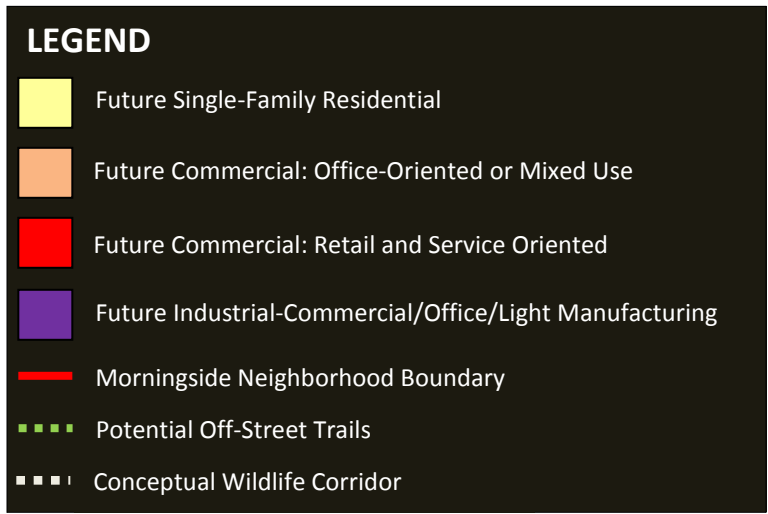 LEGEND
Future Single-Family Residential
Future Commercial: Office-Oriented or Mixed Use
Future Commercial: Retail and Service Oriented
Future Industrial-Commercial/Office/Light Manufacturing
Morningside Neighborhood Boundary
Potential Off-Street Trails
Conceptual Wildlife Corridor